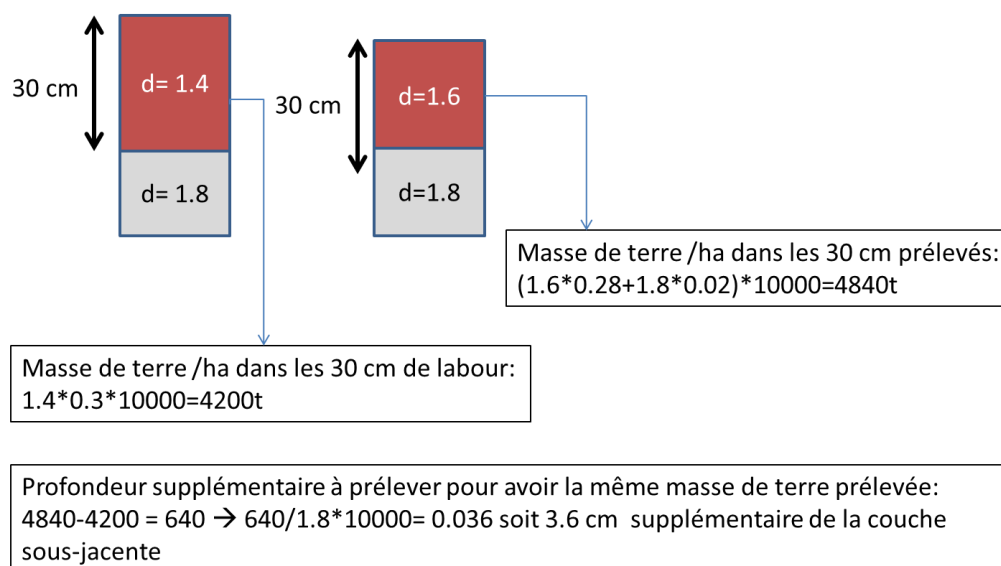 30 cm
d= 1.4
d= 1.8
30 cm
d=1.6
d=1.8
Masse de terre /ha dans les 30 cm prélevés:
(1.6*0.28+1.8*0.02)*10000=4840t
Masse de terre /ha dans les 30 cm de labour:
1.4*0.3*10000=4200t
Profondeur supplémentaire à prélever pour avoir la même masse de terre prélevée:
4840-4200 = 640 → 640/1.8*10000= 0.036 soit 3.6 cm  supplémentaire de la couche
sous-jacente